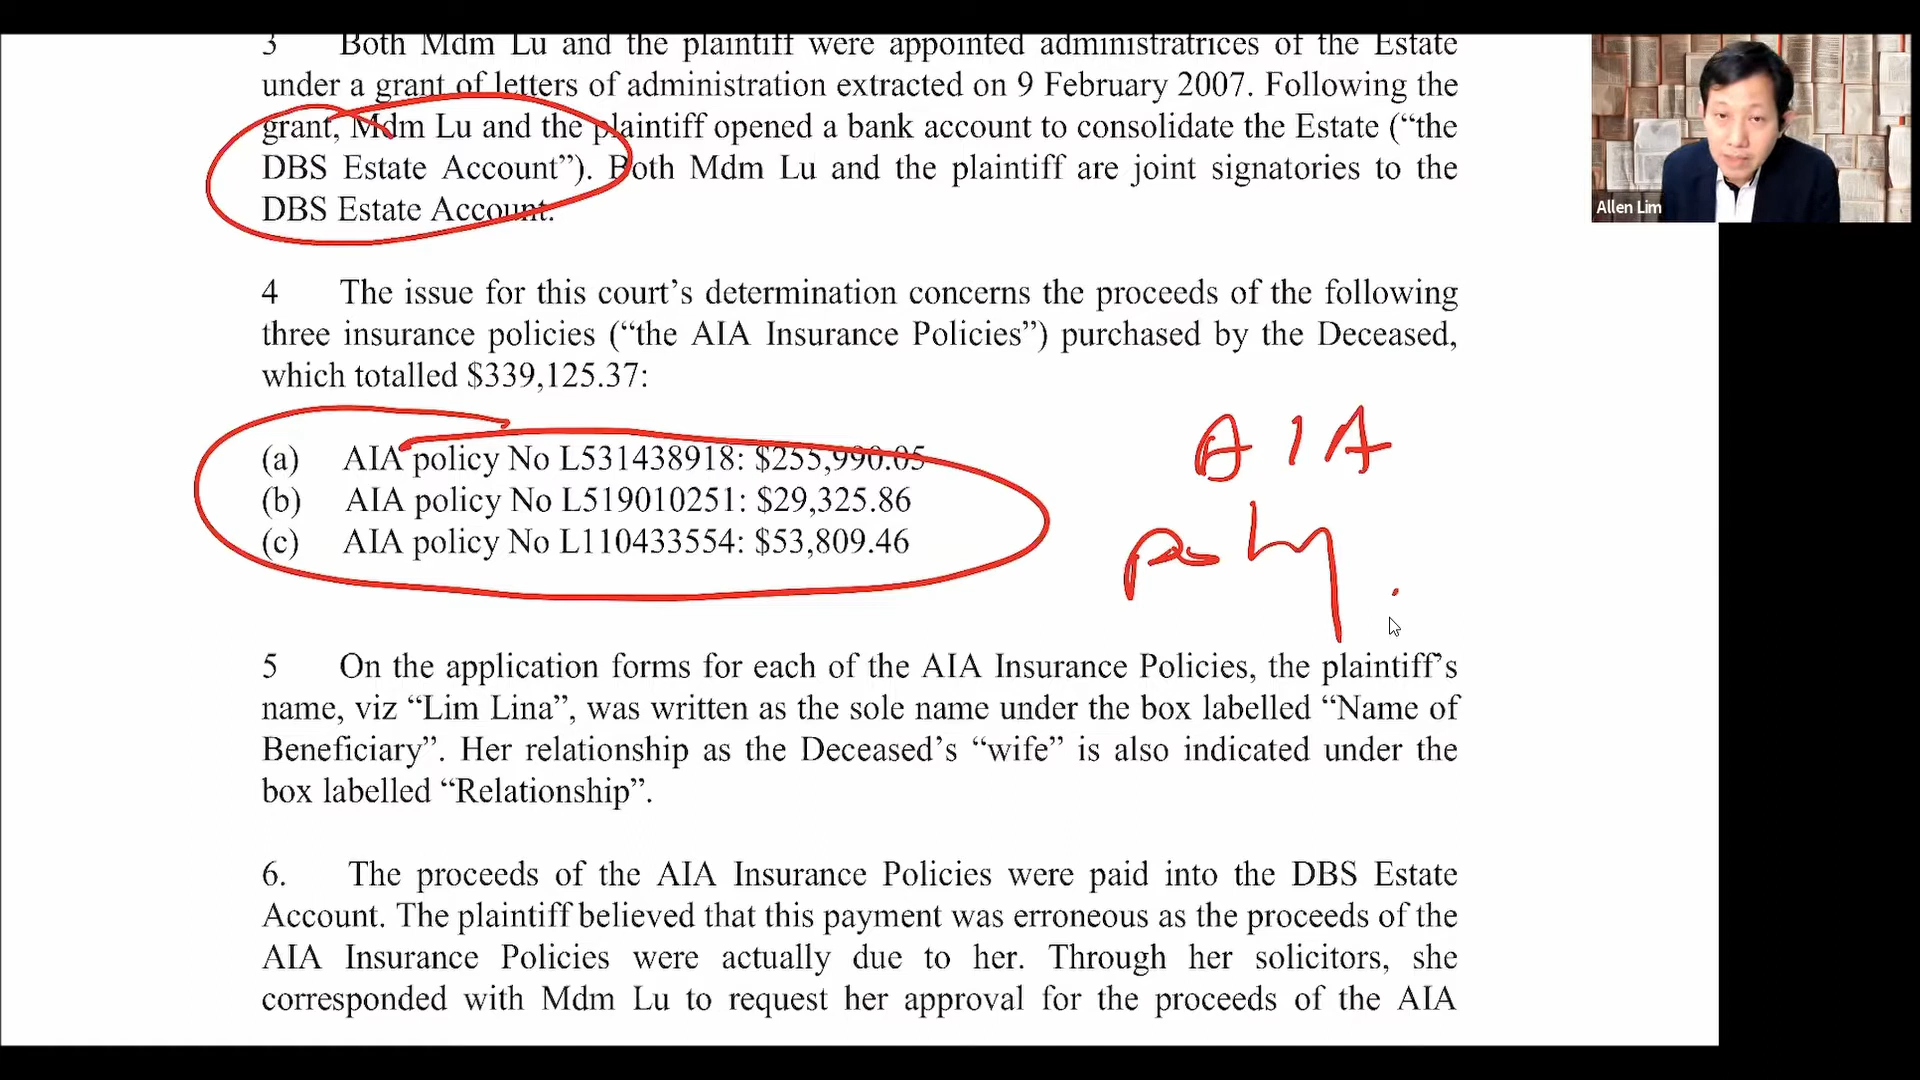 3 Both Mdm Lu and the plaintiff were appointed administratrices of the Estate
under a grant of letters of administration extracted on 9 February 2007. Following the
grant, Mdm Lu and the plaintiff opened a bank account to consolidate the Estate (“the
DBS Estate Account”). Both Mdm Lu and the plaintiff are joint signatories to the
DBS Estate Account.
Allen Lim
4 The issue for this court’s determination concerns the proceeds of the following
three insurance policies (“the AIA Insurance Policies”) purchased by the Deceased,
which totalled $339,125.37:
(a) AIA policy No L531438918: $255,990.05
(b) AIA policy No L519010251: $29,325.86
(c) AIA policy No L110433554: $53,809.46
AIA
5 On the application forms for each of the AIA Insurance Policies, the plaintiff’s
name, viz “Lim Lina”, was written as the sole name under the box labelled “Name of
Beneficiary”. Her relationship as the Deceased’s “wife” is also indicated under the
box labelled “Relationship”.
6. The proceeds of the AIA Insurance Policies were paid into the DBS Estate
Account. The plaintiff believed that this payment was erroneous as the proceeds of the
AIA Insurance Policies were actually due to her. Through her solicitors, she
corresponded with Mdm Lu to request her approval for the proceeds of the AIA